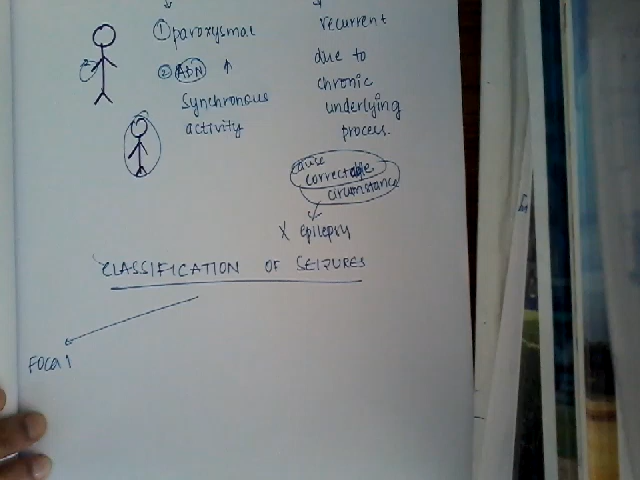 ① paroxysmal
② ADN ↑
synchronous
activity
recurrent
due to
chronic
underlying
process.
cause
correctable
cirumstance
X epilepsy
CLASSIFICATION OF SEIZURES
Focal